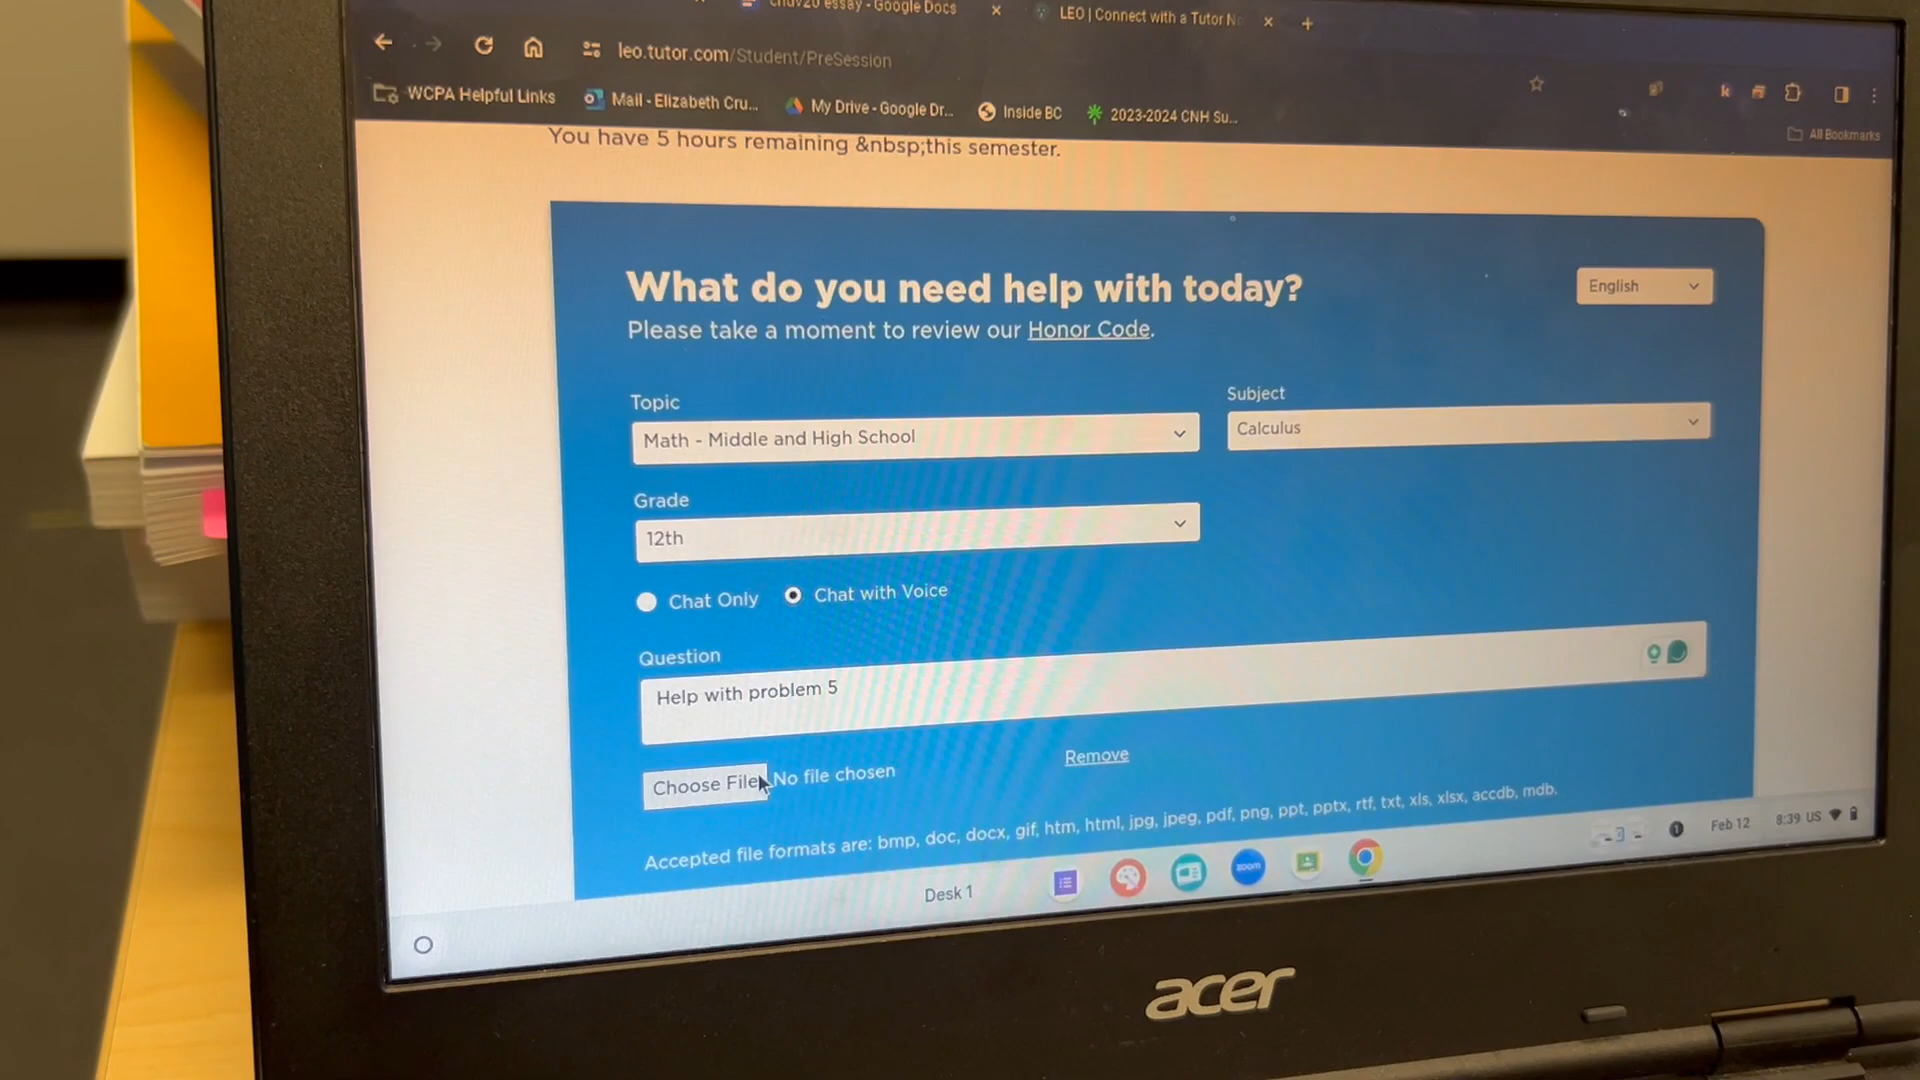 essay - Google Docs
LEO | Connect with a Tutor N
leo.tutor.com/Student/PreSession
WCPA Helpful Links
Mail - Elizabeth Cru...
My Drive - Google Dr...
Inside BC
2023-2024 CNH Su...
All Bookmarks
You have 5 hours remaining &nbsp;this semester.
What do you need help with today?
English
Please take a moment to review our Honor Code.
Topic
Subject
Math - Middle and High School
Calculus
Grade
12th
Chat Only
Chat with Voice
Question
Help with problem 5
Remove
Choose File
No file chosen
Accepted file formats are: bmp, doc, docx, gif, htm, html, jpg, jpeg, pdf, png, ppt, pptx, rtf, txt, xls, xlsx, accdb, mdb.
Desk 1
zoom
1
Feb 12
8:39 US
acer